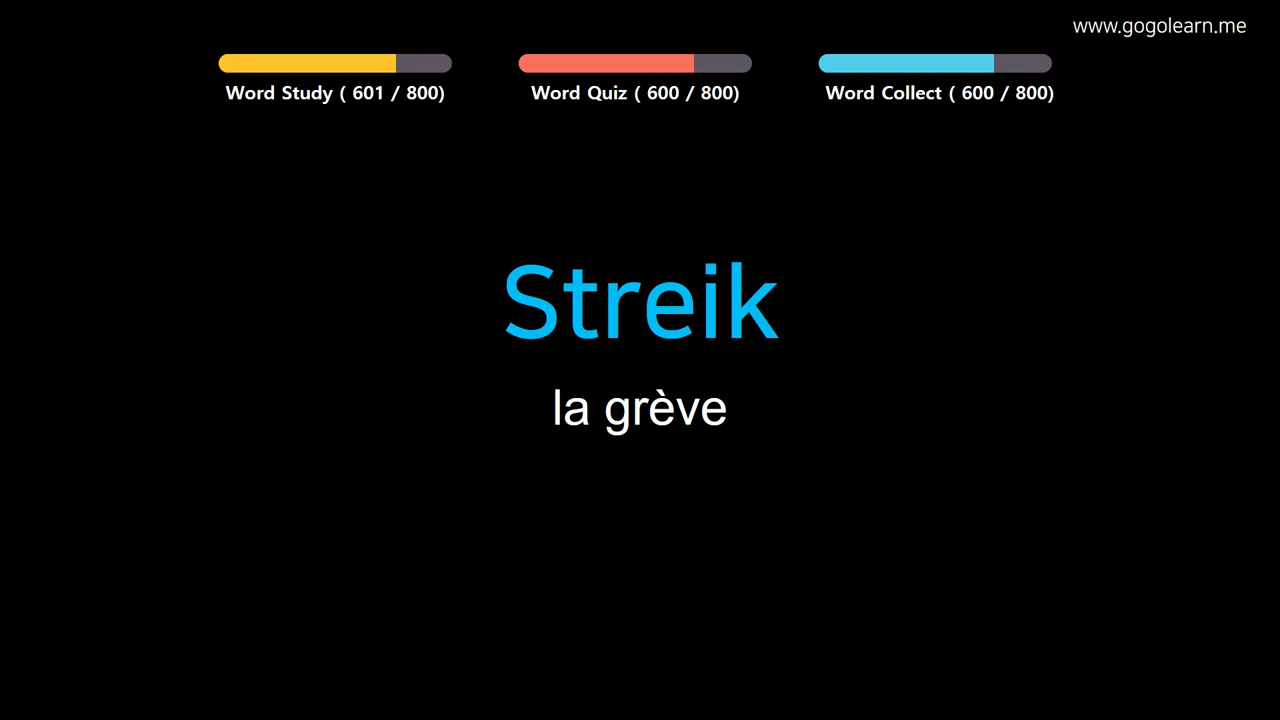 www.gogolearn.me
Word Study ( 601 / 800)
Word Quiz ( 600 / 800)
Word Collect ( 600 / 800)
Streik
la grève